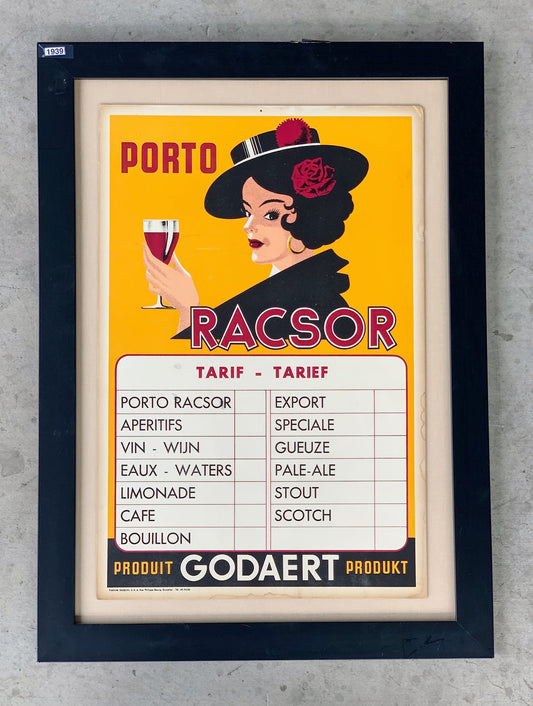 1939
PORTO
RACSOR
TARIF - TARIEF
PORTO RACSOR
APERITIFS
VIN - WIJN
EAUX - WATERS
LIMONADE
CAFE
BOUILLON
EXPORT
SPECIALE
GUEUZE
PALE-ALE
STOUT
SCOTCH
PRODUIT GODAERT PRODUKT